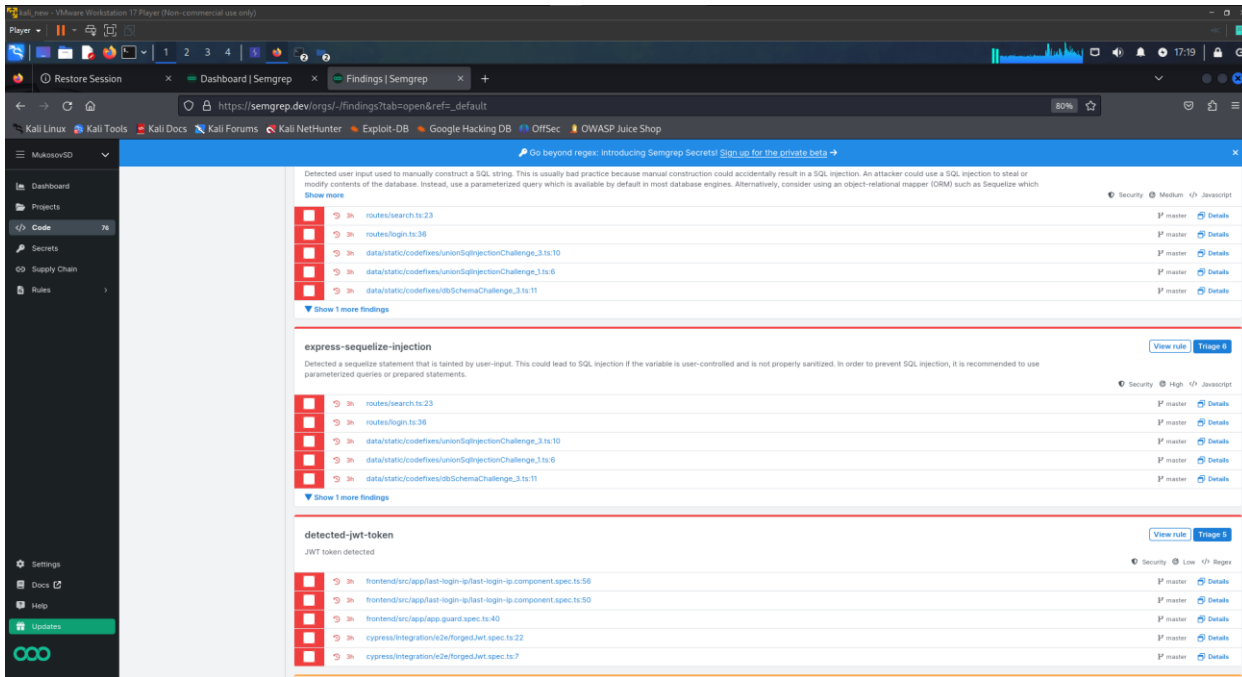 kali_new - VMware Workstation 17 Player (Non-commercial use only)
Player
1 2 3 4 17:19
Restore Session Dashboard | Semgrep Findings | Semgrep
https://semgrep.dev/orgs/-/findings?tab=open&ref=_default 80%
Kali Linux Kali Tools Kali Docs Kali Forums Kali NetHunter Exploit-DB Google Hacking DB OffSec OWASP Juice Shop
MukosovSD
Go beyond regex: introducing Semgrep Secrets! Sign up for the private beta →
Dashboard
Projects
Code 76
Secrets
Supply Chain
Rules
Settings
Docs
Help
Updates
Detected user input used to manually construct a SQL string. This is usually bad practice because manual construction could accidentally result in a SQL injection. An attacker could use a SQL injection to steal or
modify contents of the database. Instead, use a parameterized query which is available by default in most database engines. Alternatively, consider using an object-relational mapper (ORM) such as Sequelize which
Show more Security Medium Javascript
3h routes/search.ts:23 master Details
3h routes/login.ts:36 master Details
3h data/static/codefixes/unionSqlInjectionChallenge_3.ts:10 master Details
3h data/static/codefixes/unionSqlInjectionChallenge_1.ts:6 master Details
3h data/static/codefixes/dbSchemaChallenge_3.ts:11 master Details
Show 1 more findings
express-sequelize-injection View rule Triage 6
Detected a sequelize statement that is tainted by user-input. This could lead to SQL injection if the variable is user-controlled and is not properly sanitized. In order to prevent SQL injection, it is recommended to use
parameterized queries or prepared statements.
Security High Javascript
3h routes/search.ts:23 master Details
3h routes/login.ts:36 master Details
3h data/static/codefixes/unionSqlInjectionChallenge_3.ts:10 master Details
3h data/static/codefixes/unionSqlInjectionChallenge_1.ts:6 master Details
3h data/static/codefixes/dbSchemaChallenge_3.ts:11 master Details
Show 1 more findings
detected-jwt-token View rule Triage 5
JWT token detected
Security Low Regex
3h frontend/src/app/last-login-ip/last-login-ip.component.spec.ts:56 master Details
3h frontend/src/app/last-login-ip/last-login-ip.component.spec.ts:50 master Details
3h frontend/src/app/app.guard.spec.ts:40 master Details
3h cypress/integration/e2e/forgedJwt.spec.ts:22 master Details
3h cypress/integration/e2e/forgedJwt.spec.ts:7 master Details